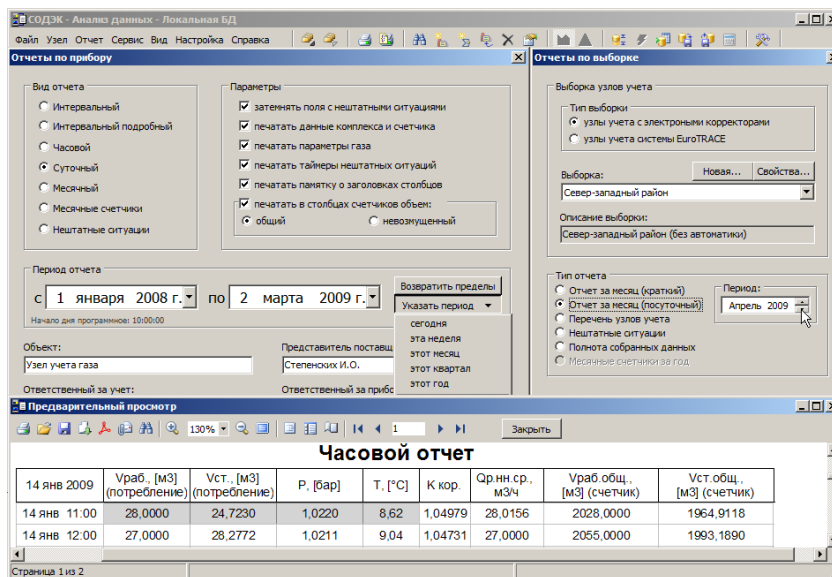 СОДЭК - Анализ данных - Локальная БД
Файл Узел Отчет Сервис Вид Настройка Справка
Отчеты по прибору
Вид отчета
Интервальный
Интервальный подробный
Часовой
Суточный
Месячный
Месячные счетчики
Нештатные ситуации
Параметры
затемнять поля с нештатными ситуациями
печатать данные комплекса и счетчика
печатать параметры газа
печатать таймеры нештатных ситуаций
печатать памятку о заголовках столбцов
печатать в столбцах счетчиков объем:
общий невозмущенный
Период отчета
с 1 января 2008 г. по 2 марта 2009 г.
Начало дня программное: 10:00:00
Возвратить пределы
Указать период
сегодня
эта неделя
этот месяц
этот квартал
этот год
Объект:
Узел учета газа
Представитель поставщ
Степенских И.О.
Ответственный за учет:
Ответственный за прибо
Отчеты по выборке
Выборка узлов учета
Тип выборки
узлы учета с электроными корректорами
узлы учета системы EuroTRACE
Выборка:
Новая... Свойства...
Север-западный район
Описание выборки:
Север-западный район (без автоматики)
Тип отчета
Отчет за месяц (краткий)
Отчет за месяц (посуточный)
Перечень узлов учета
Нештатные ситуации
Полнота собранных данных
Месячные счетчики за год
Период:
Апрель 2009
Предварительный просмотр
130% 1 Закрыть
Часовой отчет
14 янв 2009 Vраб., [м3] (потребление) Vст., [м3] (потребление) P, [бар] T, [°C] К кор. Qр.нн.ср., м3/ч Vраб.общ., [м3] (счетчик) Vст.общ., [м3] (счетчик)
14 янв 11:00 28,0000 24,7230 1,0220 8,62 1,04979 28,0156 2028,0000 1964,9118
14 янв 12:00 27,0000 28,2772 1,0211 9,04 1,04731 27,0000 2055,0000 1993,1890
Страница 1 из 2